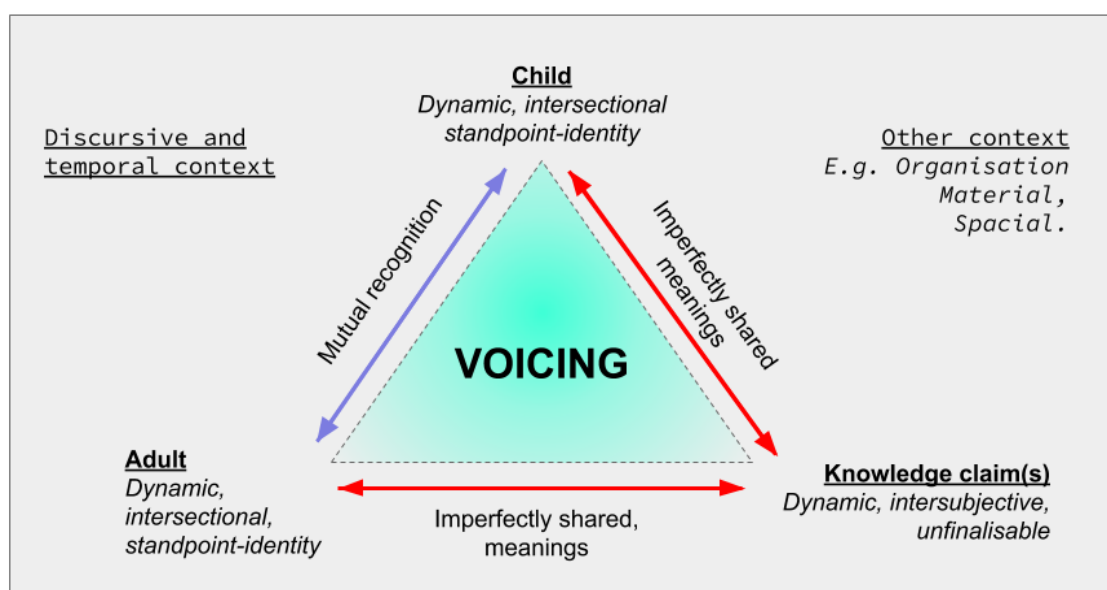 Child
Dynamic, intersectional
standpoint-identity
Discursive and
temporal context
Other context
E.g. Organisation
Material,
Spacial.
Mutual recognition
Imperfectly shared
meanings
VOICING
Adult
Dynamic,
intersectional,
standpoint-identity
Imperfectly shared,
meanings
Knowledge claim(s)
Dynamic, intersubjective,
unfinalisable